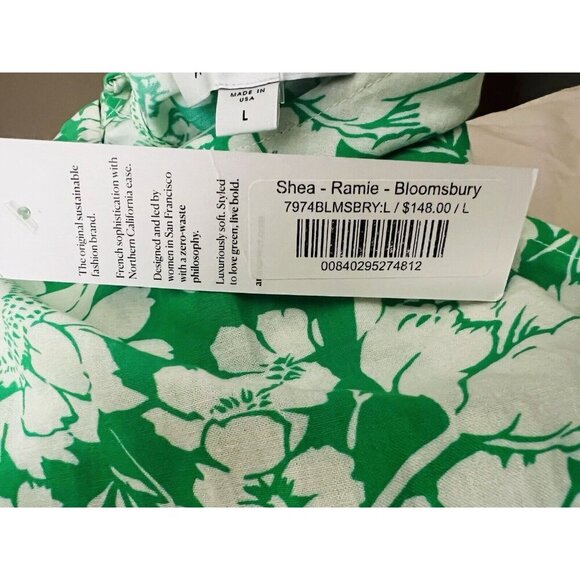 MADE IN
USA
L
The original sustainable
fashion brand.
French sophistication with
Northern California ease.
Designed and led by
women in San Francisco
with a zero-waste
philosophy.
Luxuriously soft. Styled
to love green, live bold.
Shea - Ramie - Bloomsbury
7974BLMSBRY:L / $148.00 / L
00840295274812